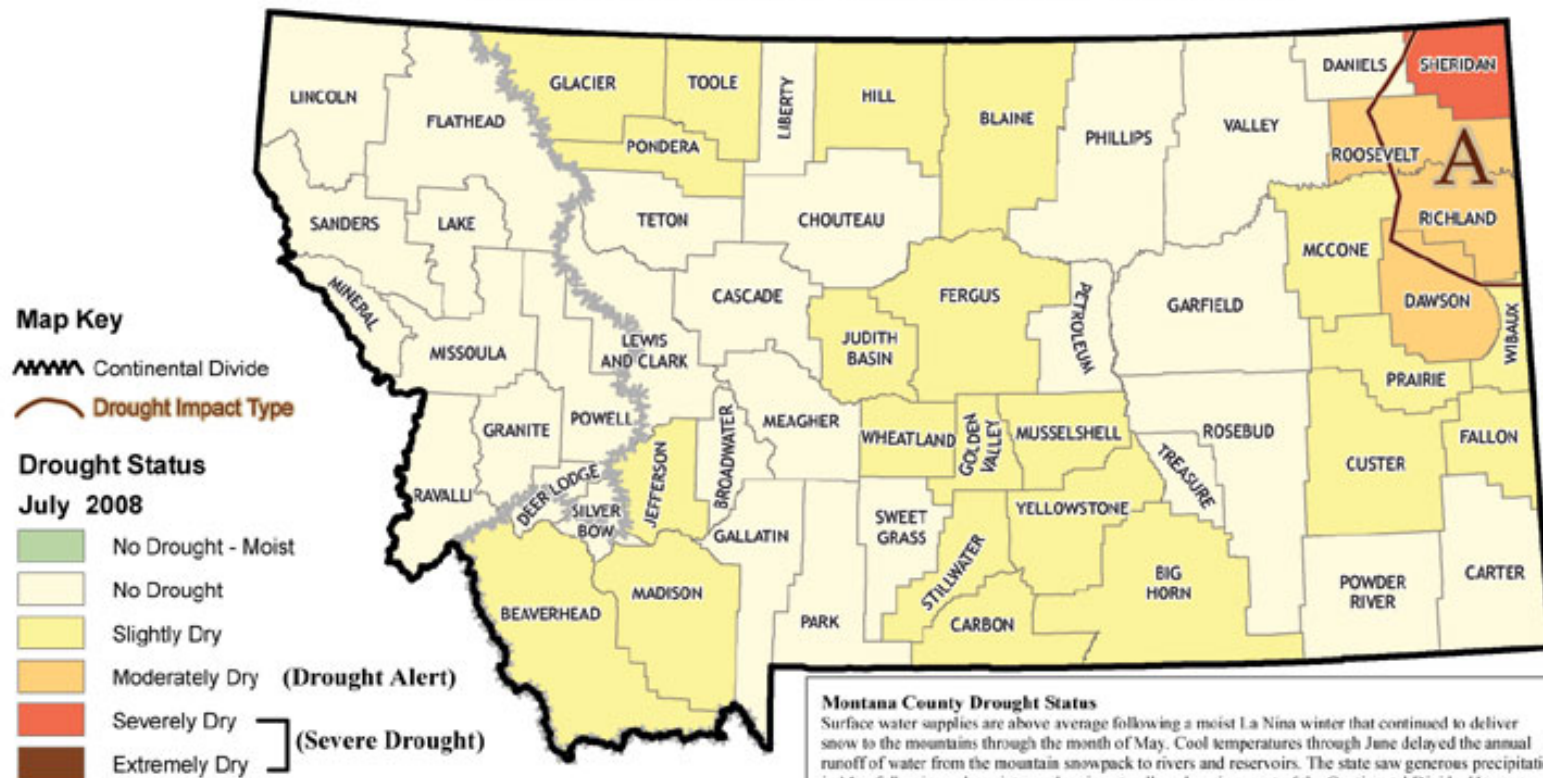 LINCOLN
FLATHEAD
GLACIER
TOOLE
LIBERTY
HILL
BLAINE
PHILLIPS
VALLEY
DANIELS
SHERIDAN
PONDERA
ROOSEVELT
A
SANDERS
LAKE
TETON
CHOUTEAU
RICHLAND
MCCONE
MINERAL
CASCADE
FERGUS
PETROLEUM
GARFIELD
DAWSON
WIBAUX
MISSOULA
LEWIS
AND CLARK
JUDITH
BASIN
PRAIRIE
GRANITE
POWELL
MEAGHER
WHEATLAND
GOLDEN
VALLEY
MUSSELSHELL
ROSEBUD
TREASURE
CUSTER
FALLON
RAVALLI
DEER LODGE
SILVER
BOW
JEFFERSON
BROADWATER
GALLATIN
SWEET
GRASS
STILLWATER
YELLOWSTONE
BEAVERHEAD
MADISON
PARK
CARBON
BIG
HORN
POWDER
RIVER
CARTER
Map Key
Continental Divide
Drought Impact Type
Drought Status
July 2008
No Drought - Moist
No Drought
Slightly Dry
Moderately Dry (Drought Alert)
Severely Dry
(Severe Drought)
Extremely Dry
Montana County Drought Status
Surface water supplies are above average following a moist La Nina winter that continued to deliver
snow to the mountains through the month of May. Cool temperatures through June delayed the annual
runoff of water from the mountain snowpack to rivers and reservoirs. The state saw generous precipitati